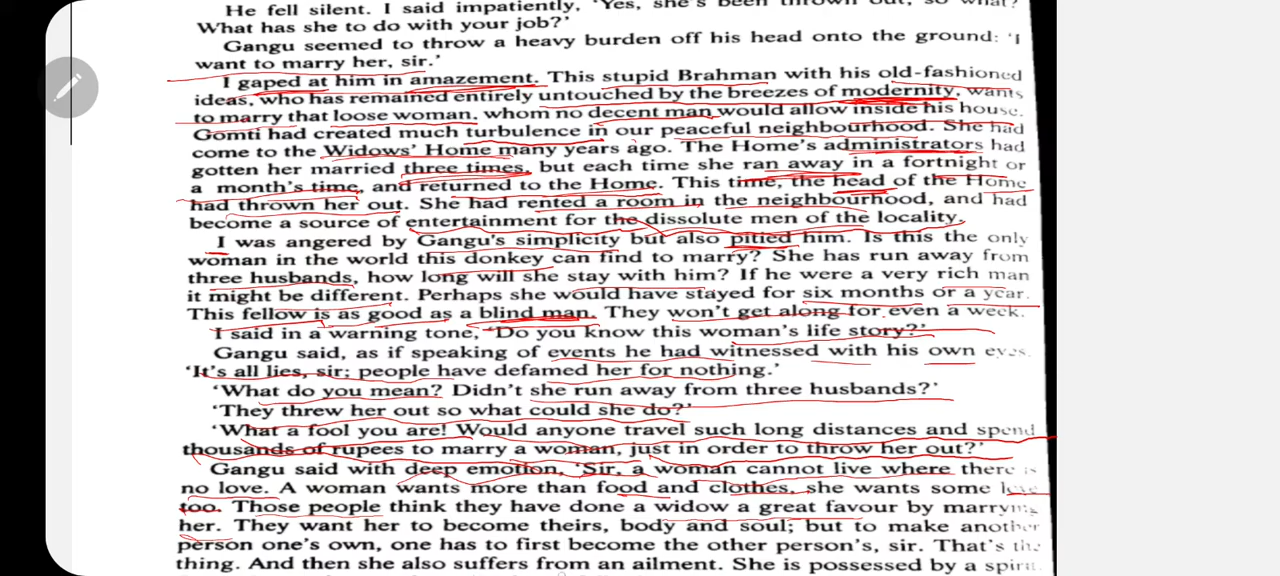 He fell silent. I said impatiently, 'Yes, she's been thrown out, so what?
What has she to do with your job?'
Gangu seemed to throw a heavy burden off his head onto the ground: 'I
want to marry her, sir.'
I gaped at him in amazement. This stupid Brahman with his old-fashioned
ideas, who has remained entirely untouched by the breezes of modernity, wants
to marry that loose woman, whom no decent man would allow inside his house.
Gomti had created much turbulence in our peaceful neighbourhood. She had
come to the Widows' Home many years ago. The Home's administrators had
gotten her married three times, but each time she ran away in a fortnight or
a month's time, and returned to the Home. This time, the head of the Home
had thrown her out. She had rented a room in the neighbourhood, and had
become a source of entertainment for the dissolute men of the locality.
I was angered by Gangu's simplicity but also pitied him. Is this the only
woman in the world this donkey can find to marry? She has run away from
three husbands, how long will she stay with him? If he were a very rich man
it might be different. Perhaps she would have stayed for six months or a year.
This fellow is as good as a blind man. They won't get along for even a week.
I said in a warning tone, 'Do you know this woman's life story?'
Gangu said, as if speaking of events he had witnessed with his own eyes.
'It's all lies, sir; people have defamed her for nothing.'
'What do you mean? Didn't she run away from three husbands?'
'They threw her out so what could she do?'
'What a fool you are! Would anyone travel such long distances and spend
thousands of rupees to marry a woman, just in order to throw her out?'
Gangu said with deep emotion, 'Sir, a woman cannot live where there is
no love. A woman wants more than food and clothes, she wants some love
too. Those people think they have done a widow a great favour by marrying
her. They want her to become theirs, body and soul; but to make another
person one's own, one has to first become the other person's, sir. That's the
thing. And then she also suffers from an ailment. She is possessed by a spirit